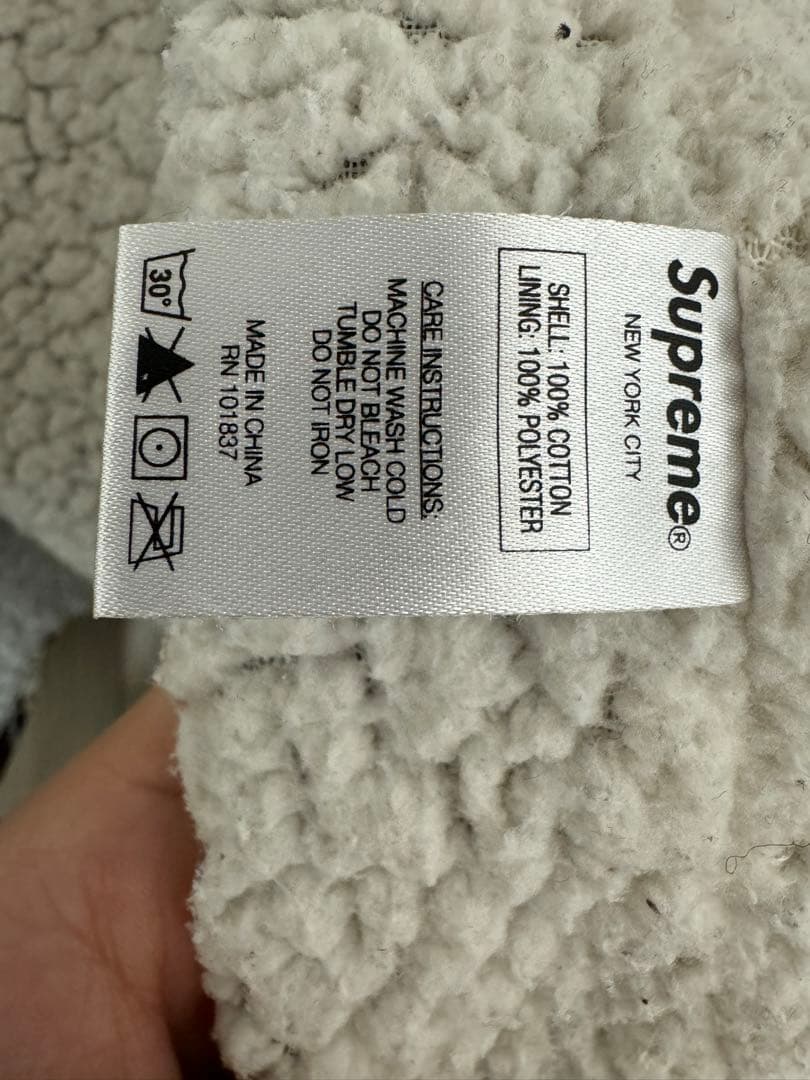 Supreme®
NEW YORK CITY
SHELL: 100% COTTON
LINING: 100% POLYESTER
CARE INSTRUCTIONS:
MACHINE WASH COLD
DO NOT BLEACH
TUMBLE DRY LOW
DO NOT IRON
MADE IN CHINA
RN 101837
30°